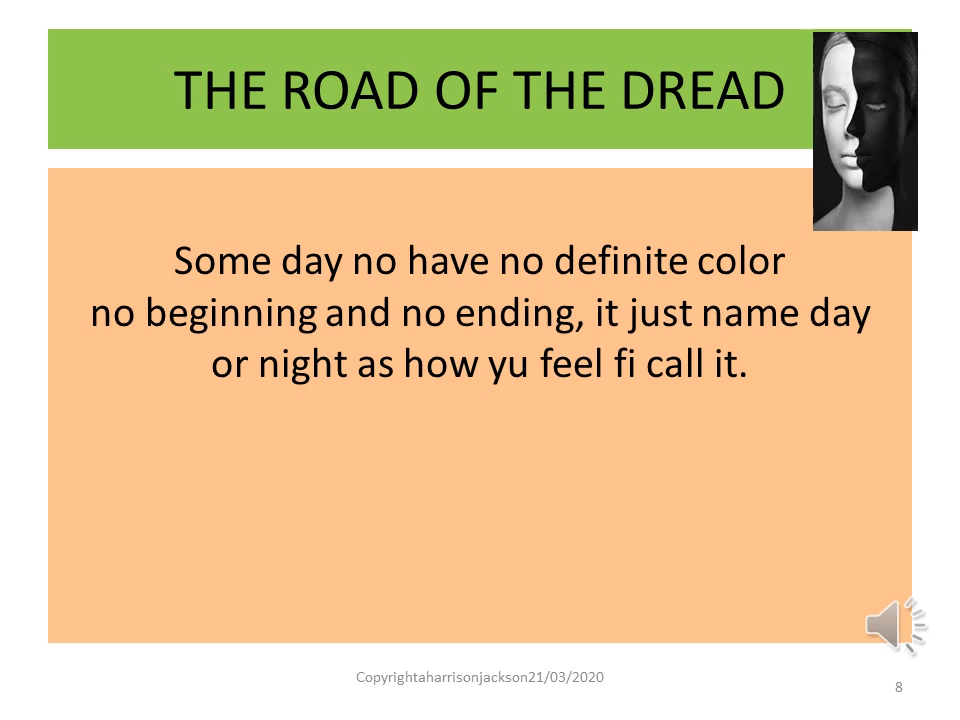 THE ROAD OF THE DREAD
Some day no have no definite color
no beginning and no ending, it just name day
or night as how yu feel fi call it.
Copyrightaharrisonjackson21/03/2020
8